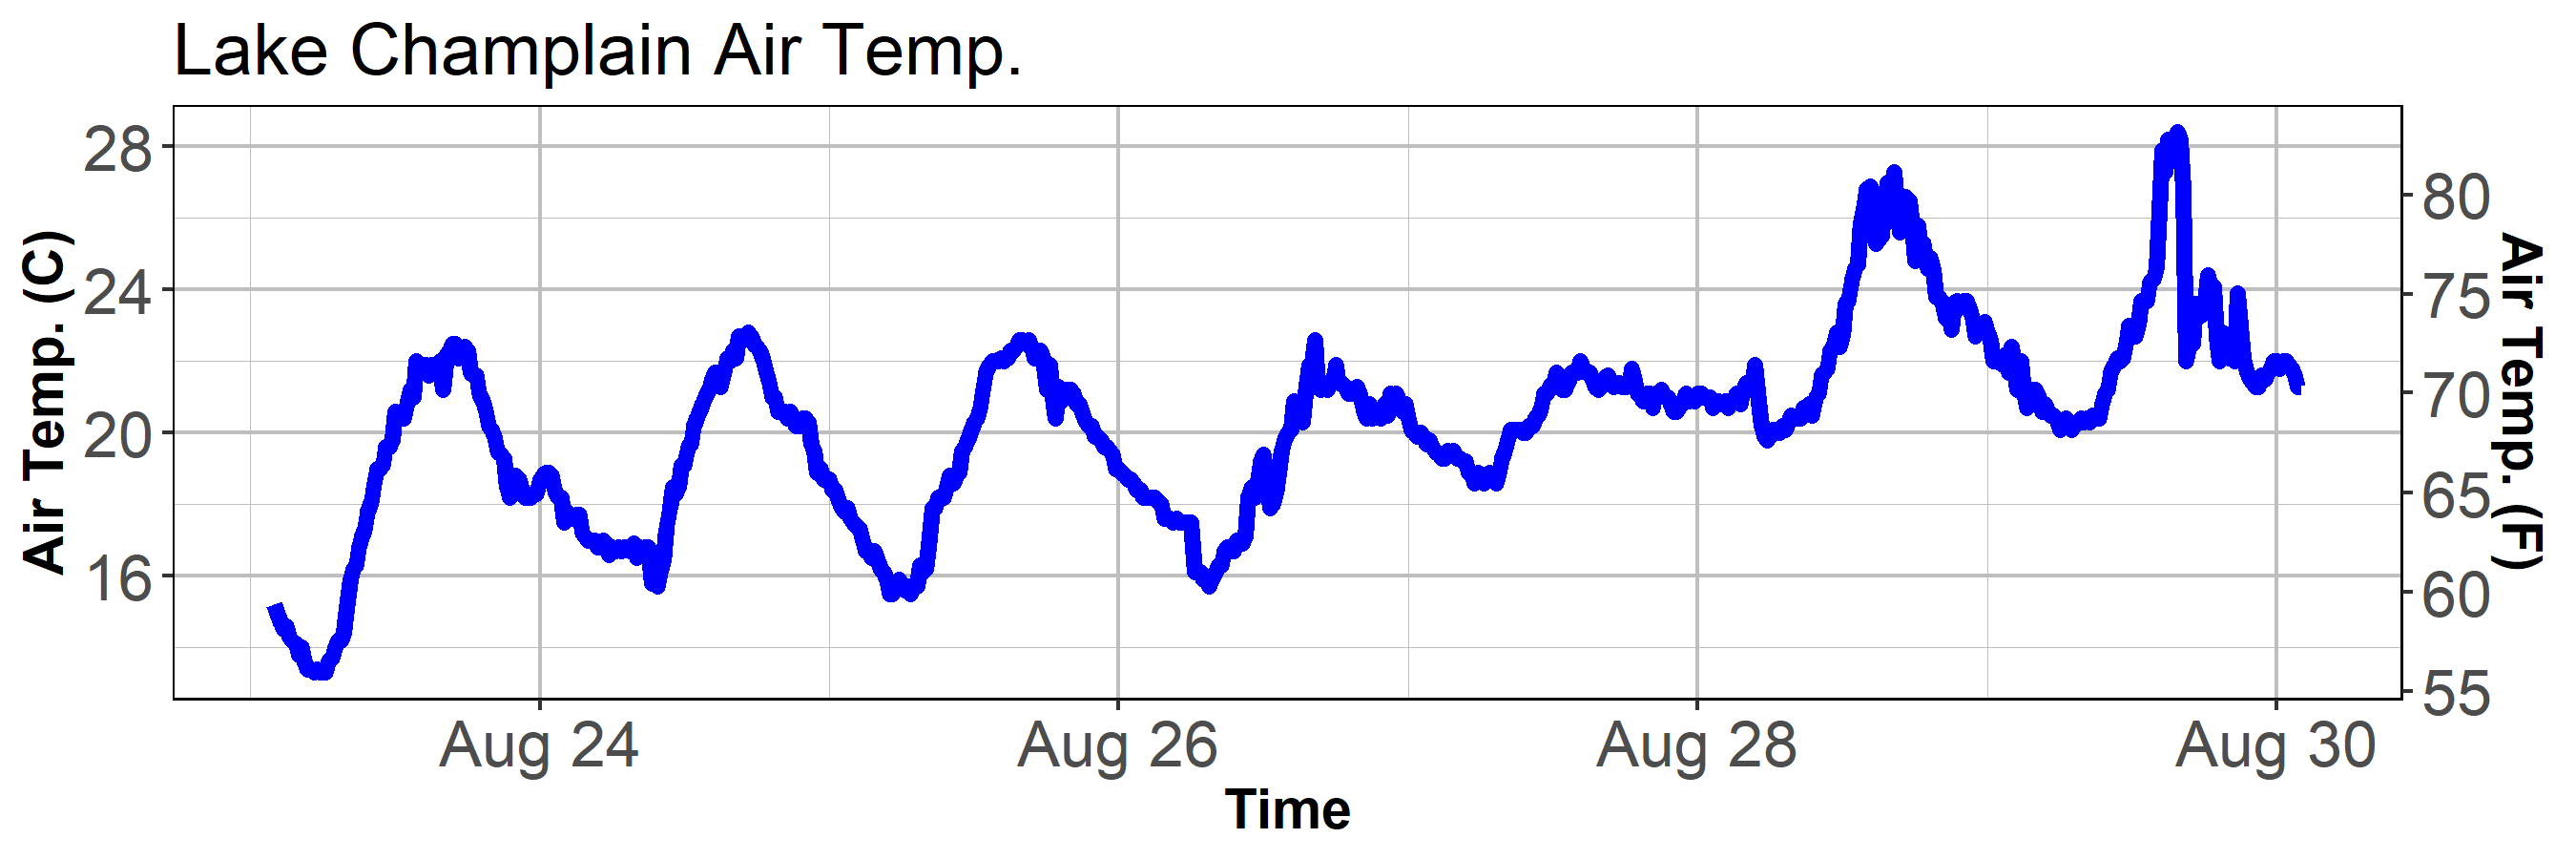 Lake Champlain Air Temp.
Air Temp. (C)
28
24
20
16
80
75
70
65
60
55
Air Temp. (F)
Aug 24 Aug 26 Aug 28 Aug 30
Time